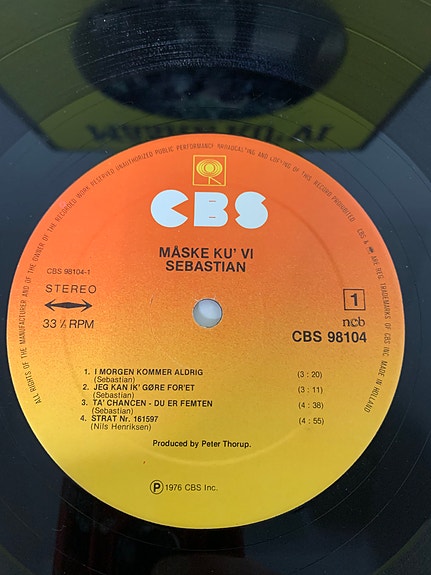 ALL RIGHTS OF THE MANUFACTURER AND OF THE OWNER OF THE RECORDED WORK RESERVED UNAUTHORIZED PUBLIC PERFORMANCE BROADCASTING AND COPYING OF THIS RECORD PROHIBITED
CBS & ARE REG. TRADEMARKS OF CBS INC. MADE IN HOLLAND
CBS
MÅSKE KU' VI
SEBASTIAN
CBS 98104-1
STEREO
33 ⅓ RPM
1
ncb
CBS 98104
1. I MORGEN KOMMER ALDRIG (3 : 20)
(Sebastian)
2. JEG KAN IK' GØRE FOR'ET (3 : 11)
(Sebastian)
3. TA' CHANCEN - DU ER FEMTEN (4 : 38)
(Sebastian)
4. STRAT Nr. 161597 (4 : 55)
(Nils Henriksen)
Produced by Peter Thorup.
Ⓟ 1976 CBS Inc.